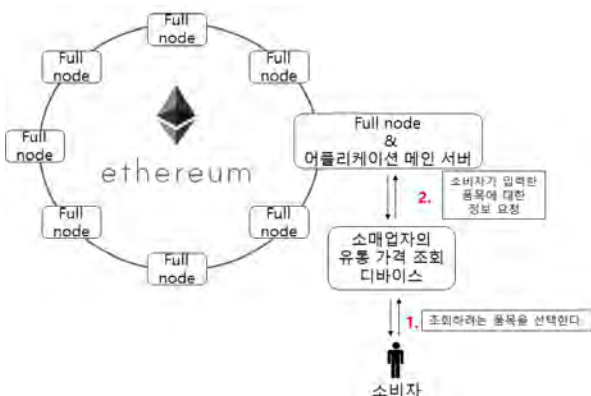 Full
node
Full
node
Full
node
Full
node
ethereum
Full
node
Full
node
Full
node
Full node
&
어플리케이션 메인 서버
2.
소비자가 입력한
품목에 대한
정보 요청
소매업자의
유통 가격 조회
디바이스
1.
조회하려는 품목을 선택한다
소비자